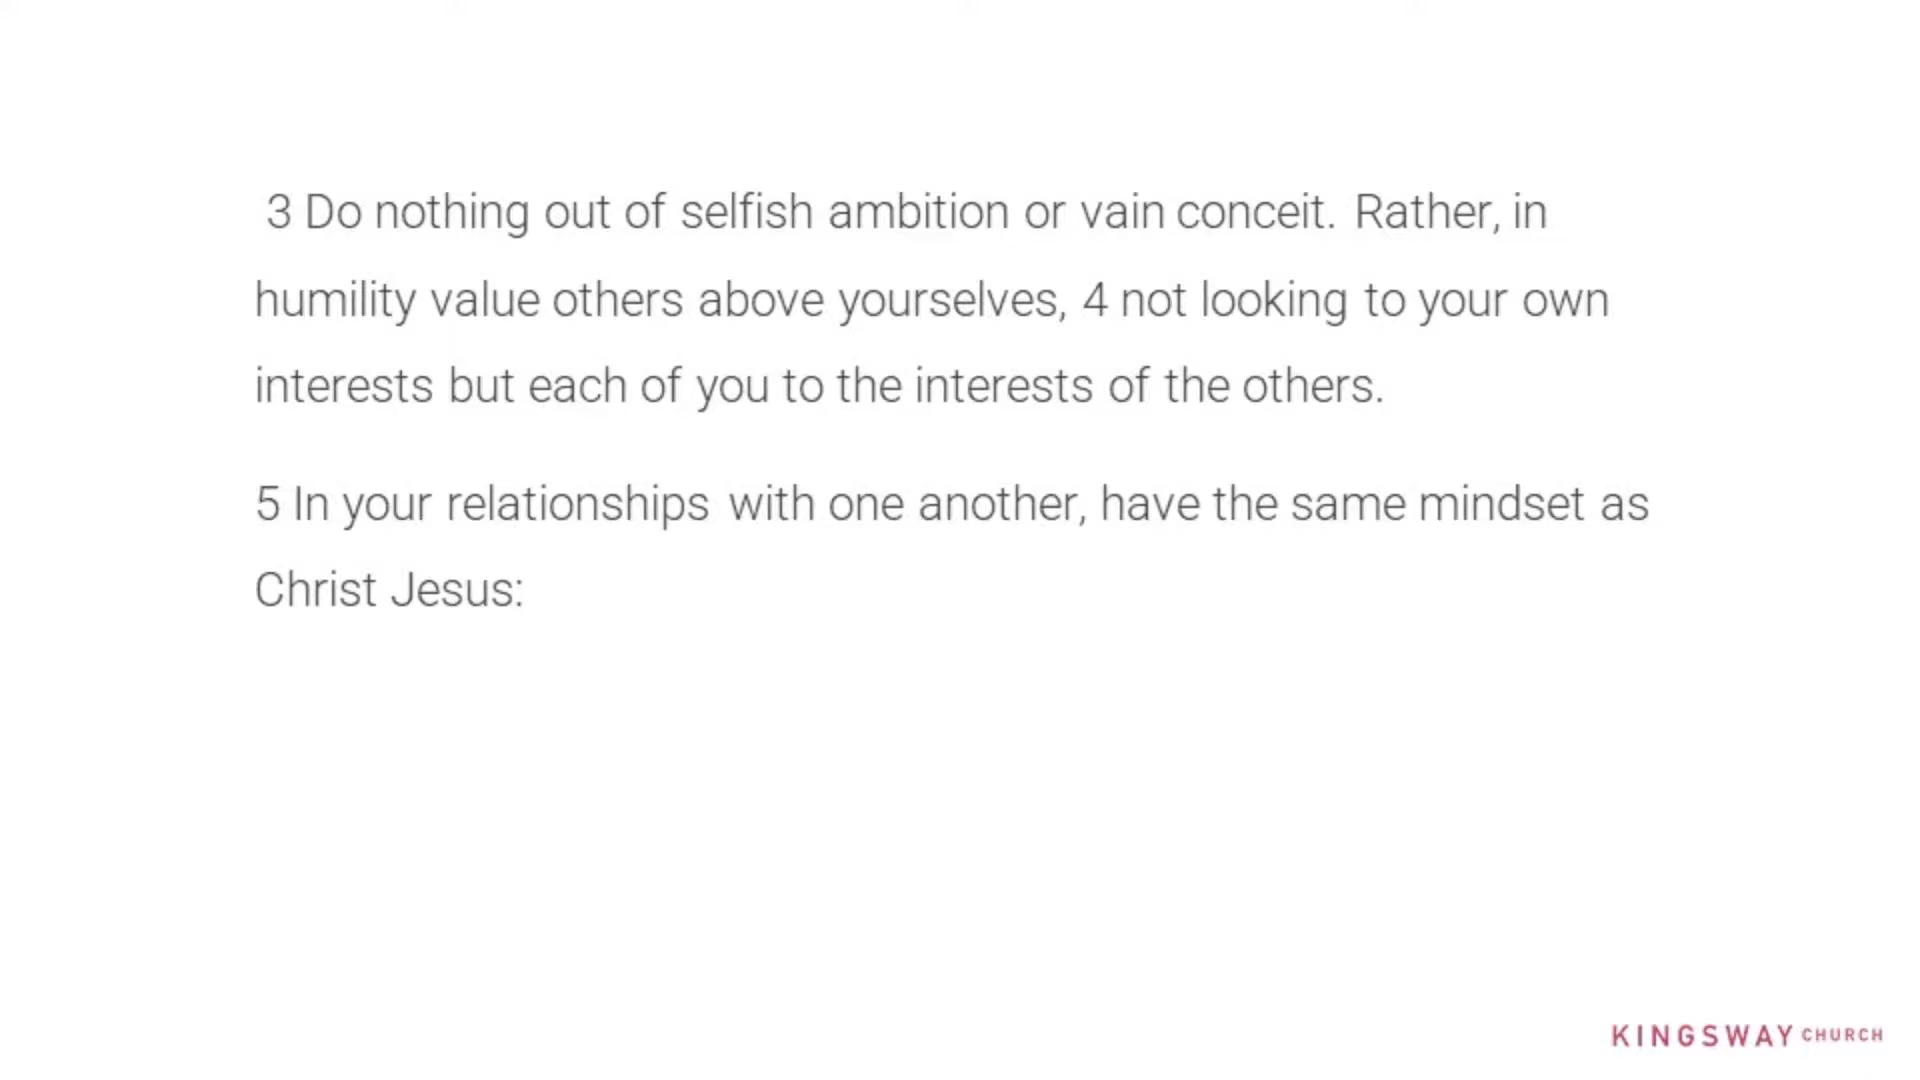 3 Do nothing out of selfish ambition or vain conceit. Rather, in
humility value others above yourselves, 4 not looking to your own
interests but each of you to the interests of the others.
5 In your relationships with one another, have the same mindset as
Christ Jesus:
KINGSWAY CHURCH